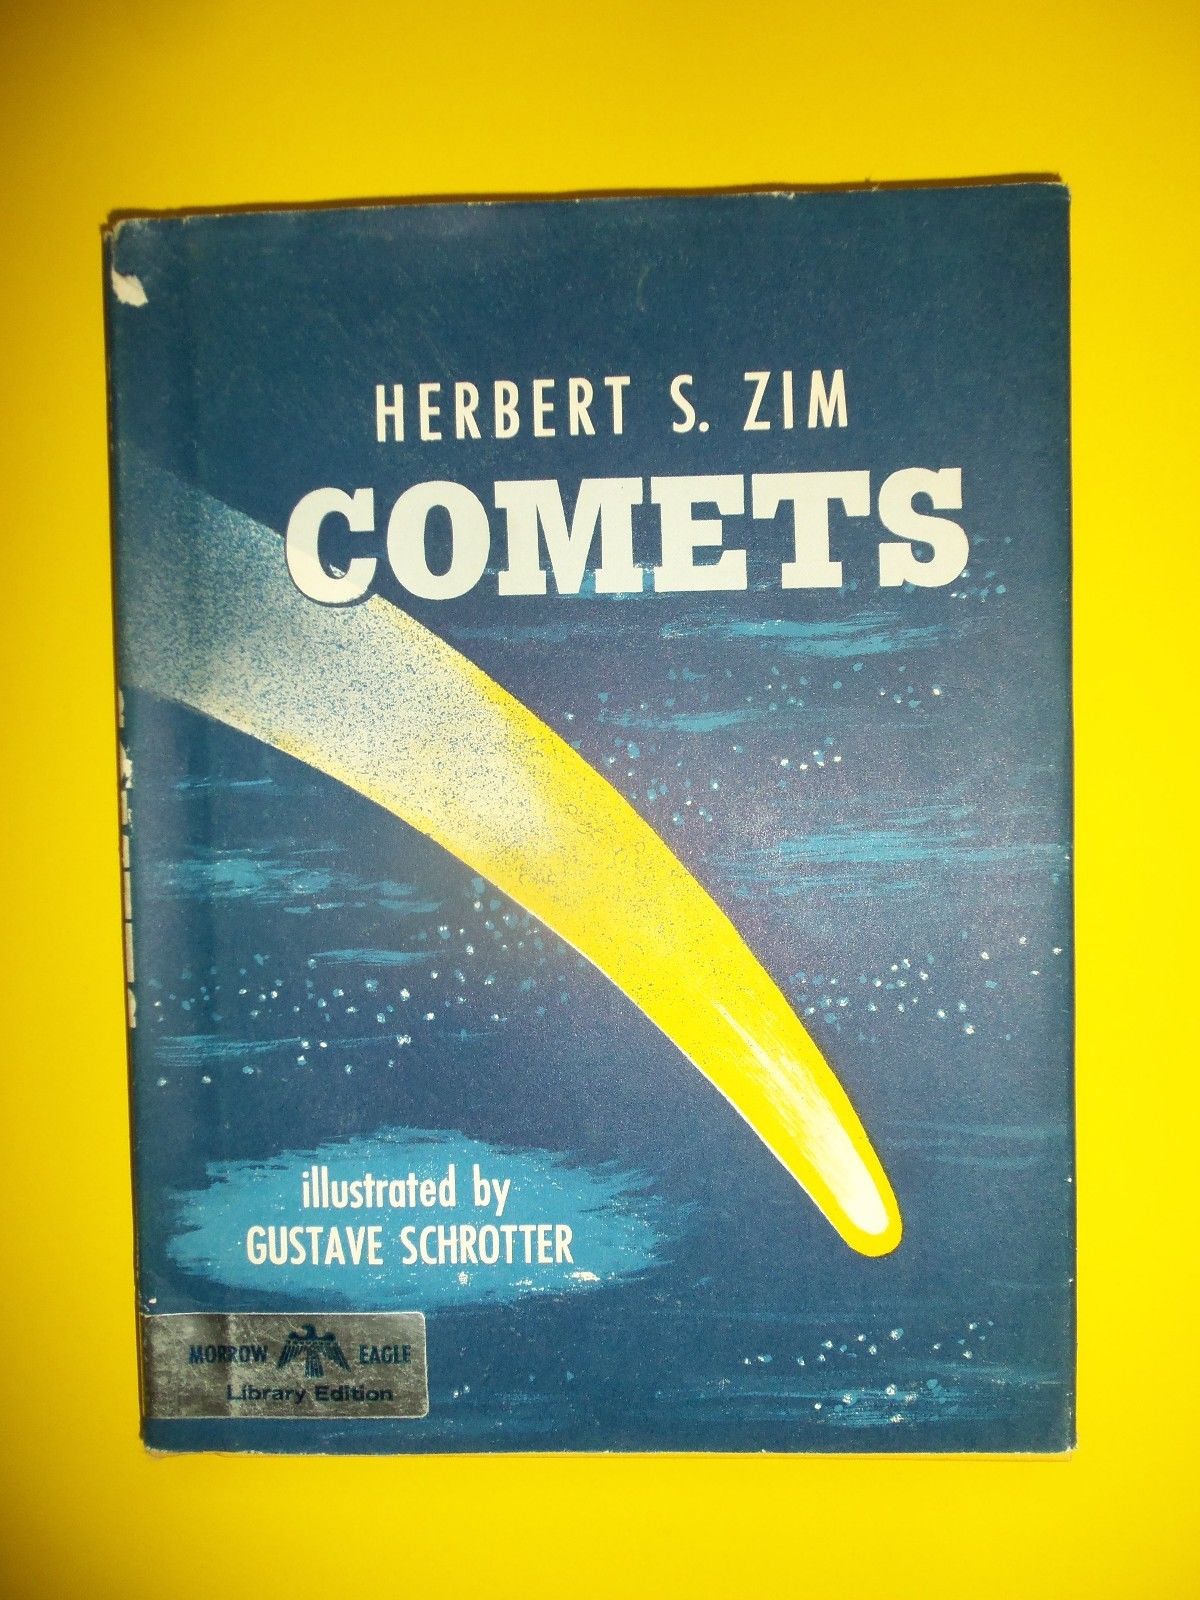 HERBERT S. ZIM
COMETS
illustrated by
GUSTAVE SCHROTTER
MORROW EAGLE
Library Edition